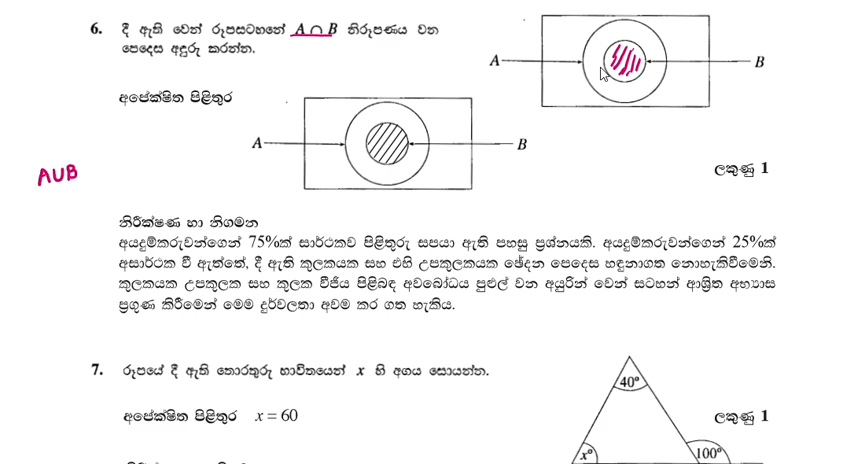 6. දී ඇති වෙන් රූපසටහනේ A ∩ B නිරූපණය වන
පෙදෙස අඳුරු කරන්න.
A
B
අපේක්ෂිත පිළිතුර
A
B
AUB
ලකුණු 1
නිරීක්ෂණ හා නිගමන
අයදුම්කරුවන්ගෙන් 75%ක් සාර්ථකව පිළිතුරු සපයා ඇති පහසු ප්‍රශ්නයකි. අයදුම්කරුවන්ගෙන් 25%ක්
අසාර්ථක වී ඇත්තේ, දී ඇති කුලකයක සහ එහි උපකුලකයක ඡේදන පෙදෙස හඳුනාගත නොහැකිවීමෙනි.
කුලකයක උපකුලක සහ කුලක වීජිය පිළිබඳ අවබෝධය පුළුල් වන අයුරින් වෙන් සටහන් ආශ්‍රිත අභ්‍යාස
ප්‍රගුණ කිරීමෙන් මෙම දුර්වලතා අවම කර ගත හැකිය.
7. රූපයේ දී ඇති තොරතුරු භාවිතයෙන් x හි අගය සොයන්න.
40°
අපේක්ෂිත පිළිතුර x = 60
ලකුණු 1
x°
100°